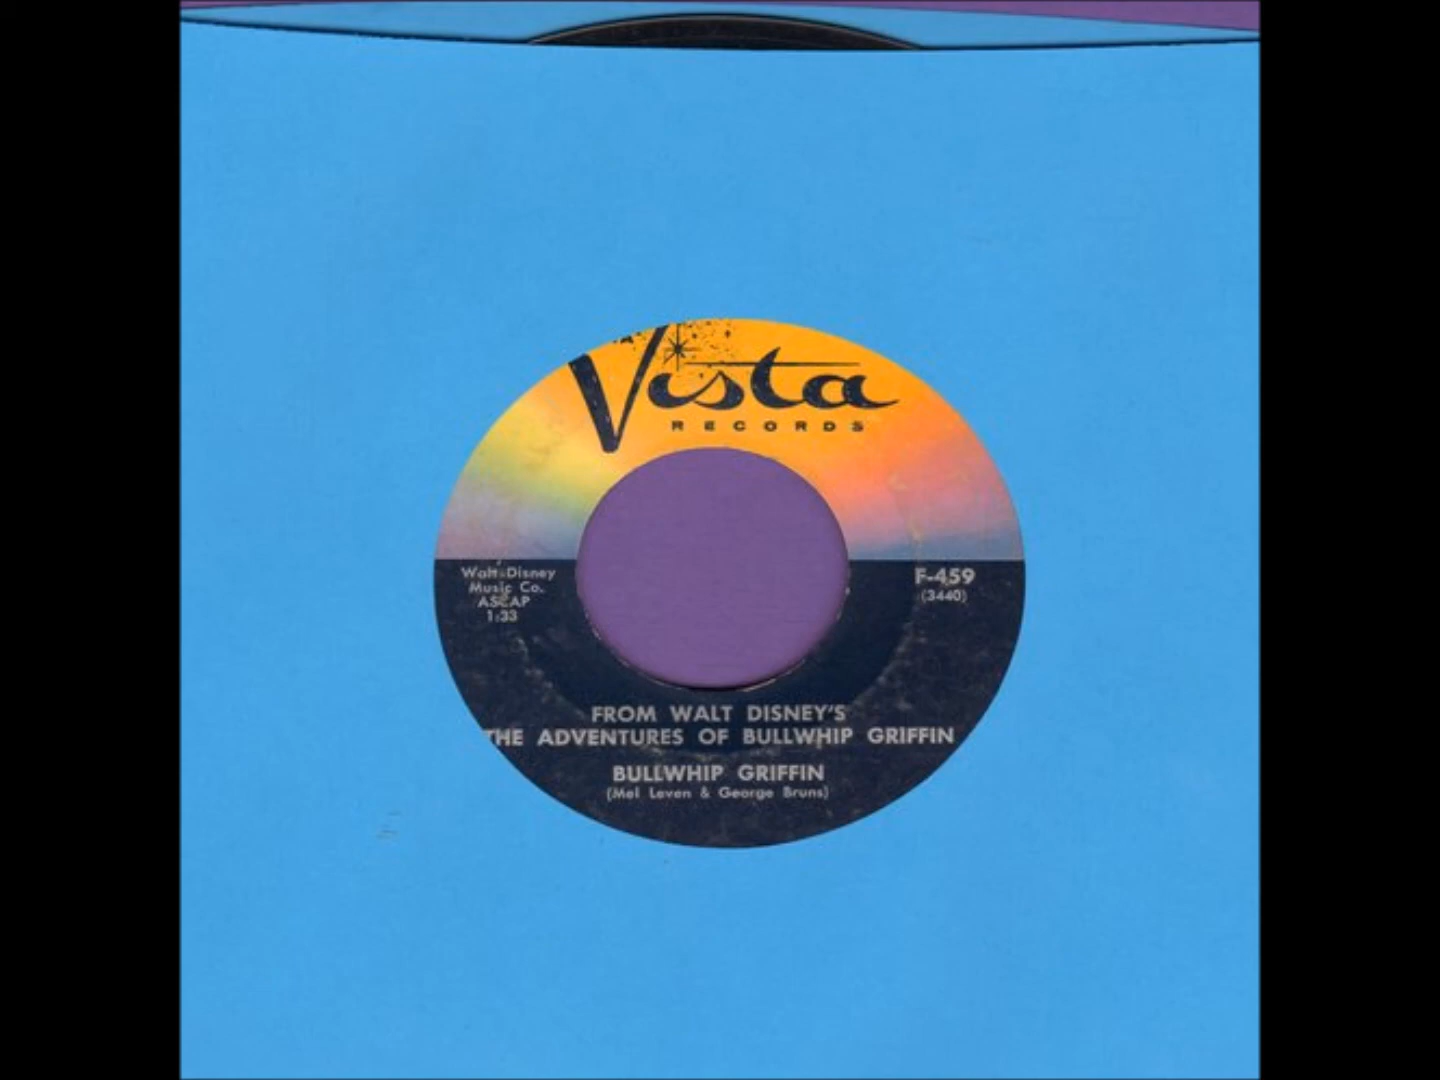 Vista
RECORDS
Walt Disney
Music Co.
ASCAP
1:33
F-459
(3440)
FROM WALT DISNEY'S
THE ADVENTURES OF BULLWHIP GRIFFIN
BULLWHIP GRIFFIN
(Mel Leven & George Bruns)